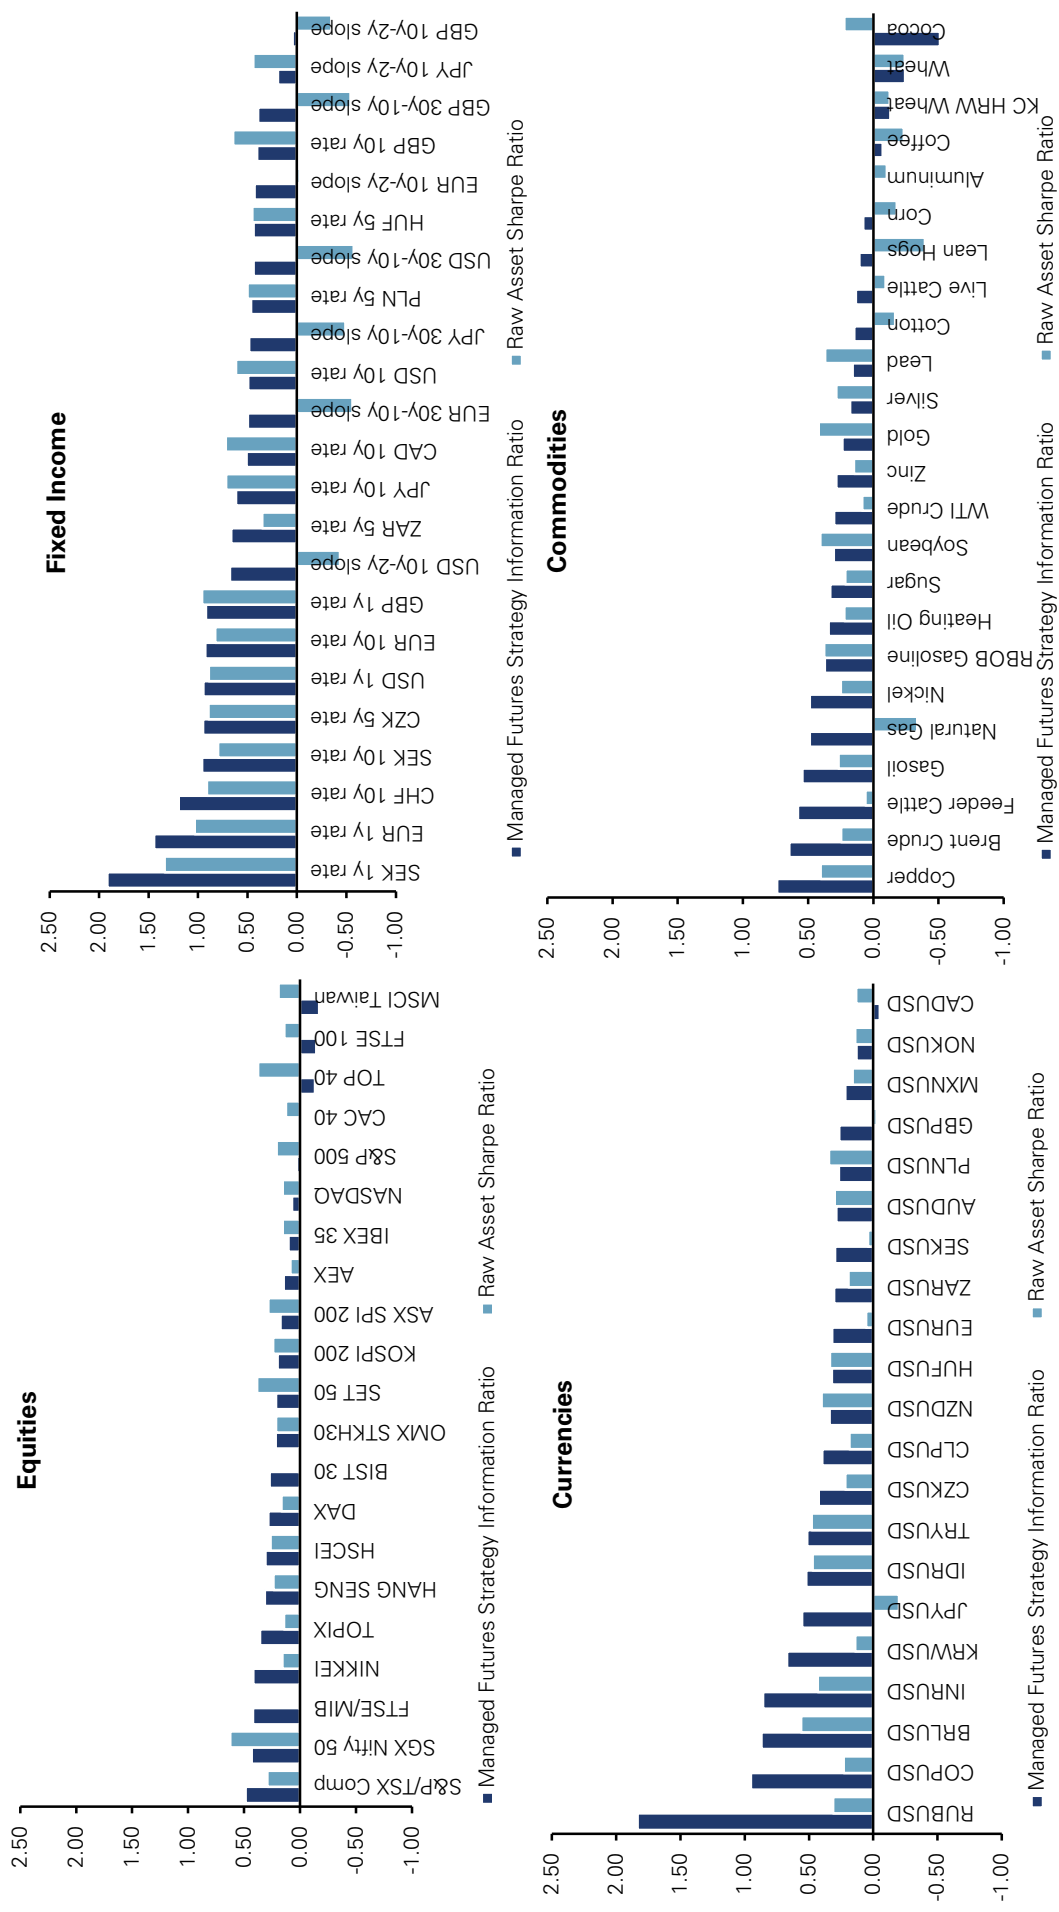 Equities
2.50
2.00
1.50
1.00
0.50
0.00
-0.50
-1.00
S&P/TSX Comp
SGX Nifty 50
FTSE/MIB
NIKKEI
TOPIX
HANG SENG
HSCEI
DAX
BIST 30
OMX STKH30
SET 50
KOSPI 200
ASX SPI 200
AEX
IBEX 35
NASDAQ
S&P 500
CAC 40
TOP 40
FTSE 100
MSCI Taiwan
Managed Futures Strategy Information Ratio
Raw Asset Sharpe Ratio
Fixed Income
2.50
2.00
1.50
1.00
0.50
0.00
-0.50
-1.00
SEK 1y rate
EUR 1y rate
CHF 10y rate
SEK 10y rate
CZK 5y rate
USD 1y rate
EUR 10y rate
GBP 1y rate
USD 10y-2y slope
ZAR 5y rate
JPY 10y rate
CAD 10y rate
EUR 30y-10y slope
USD 10y rate
JPY 30y-10y slope
PLN 5y rate
USD 30y-10y slope
HUF 5y rate
EUR 10y-2y slope
GBP 10y rate
GBP 30y-10y slope
JPY 10y-2y slope
GBP 10y-2y slope
Managed Futures Strategy Information Ratio
Raw Asset Sharpe Ratio
Currencies
2.50
2.00
1.50
1.00
0.50
0.00
-0.50
-1.00
RUBUSD
COPUSD
BRLUSD
INRUSD
KRWUSD
JPYUSD
IDRUSD
TRYUSD
CZKUSD
CLPUSD
NZDUSD
HUFUSD
EURUSD
ZARUSD
SEKUSD
AUDUSD
PLNUSD
GBPUSD
MXNUSD
NOKUSD
CADUSD
Managed Futures Strategy Information Ratio
Raw Asset Sharpe Ratio
Commodities
2.50
2.00
1.50
1.00
0.50
0.00
-0.50
-1.00
Copper
Brent Crude
Feeder Cattle
Gasoil
Natural Gas
Nickel
RBOB Gasoline
Heating Oil
Sugar
Soybean
WTI Crude
Zinc
Gold
Silver
Lead
Cotton
Live Cattle
Lean Hogs
Corn
Aluminum
Coffee
KC HRW Wheat
Wheat
Cocoa
Managed Futures Strategy Information Ratio
Raw Asset Sharpe Ratio